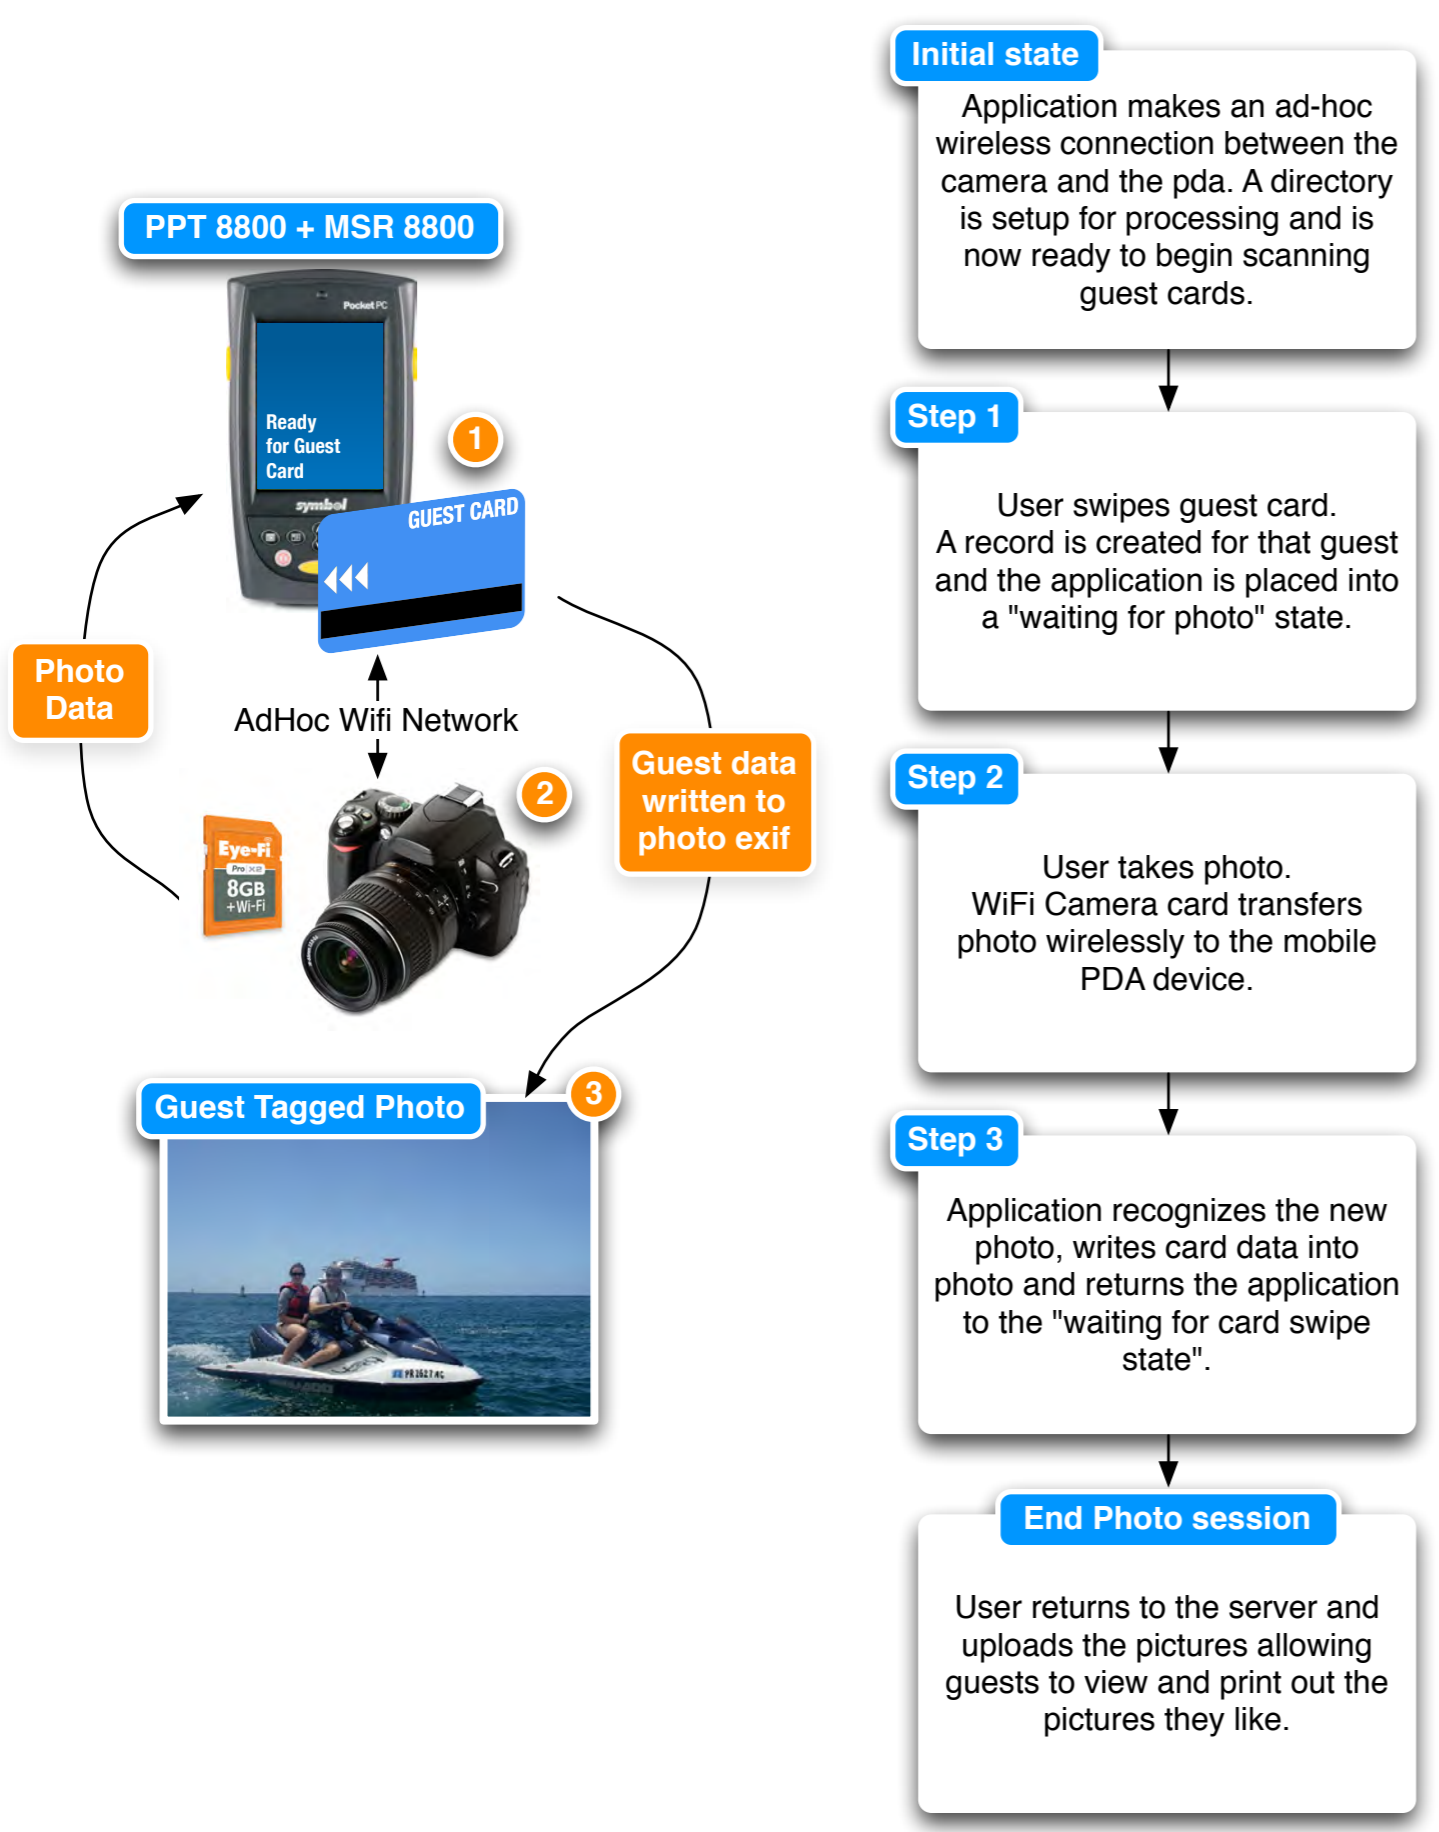 PPT 8800 + MSR 8800
Pocket PC
Ready
for Guest
Card
symbol
1
GUEST CARD
Photo
Data
AdHoc Wifi Network
2
Eye-Fi
Pro X2
8GB
+Wi-Fi
Guest data
written to
photo exif
Guest Tagged Photo
3
Initial state
Application makes an ad-hoc
wireless connection between the
camera and the pda. A directory
is setup for processing and is
now ready to begin scanning
guest cards.
Step 1
User swipes guest card.
A record is created for that guest
and the application is placed into
a "waiting for photo" state.
Step 2
User takes photo.
WiFi Camera card transfers
photo wirelessly to the mobile
PDA device.
Step 3
Application recognizes the new
photo, writes card data into
photo and returns the application
to the "waiting for card swipe
state".
End Photo session
User returns to the server and
uploads the pictures allowing
guests to view and print out the
pictures they like.